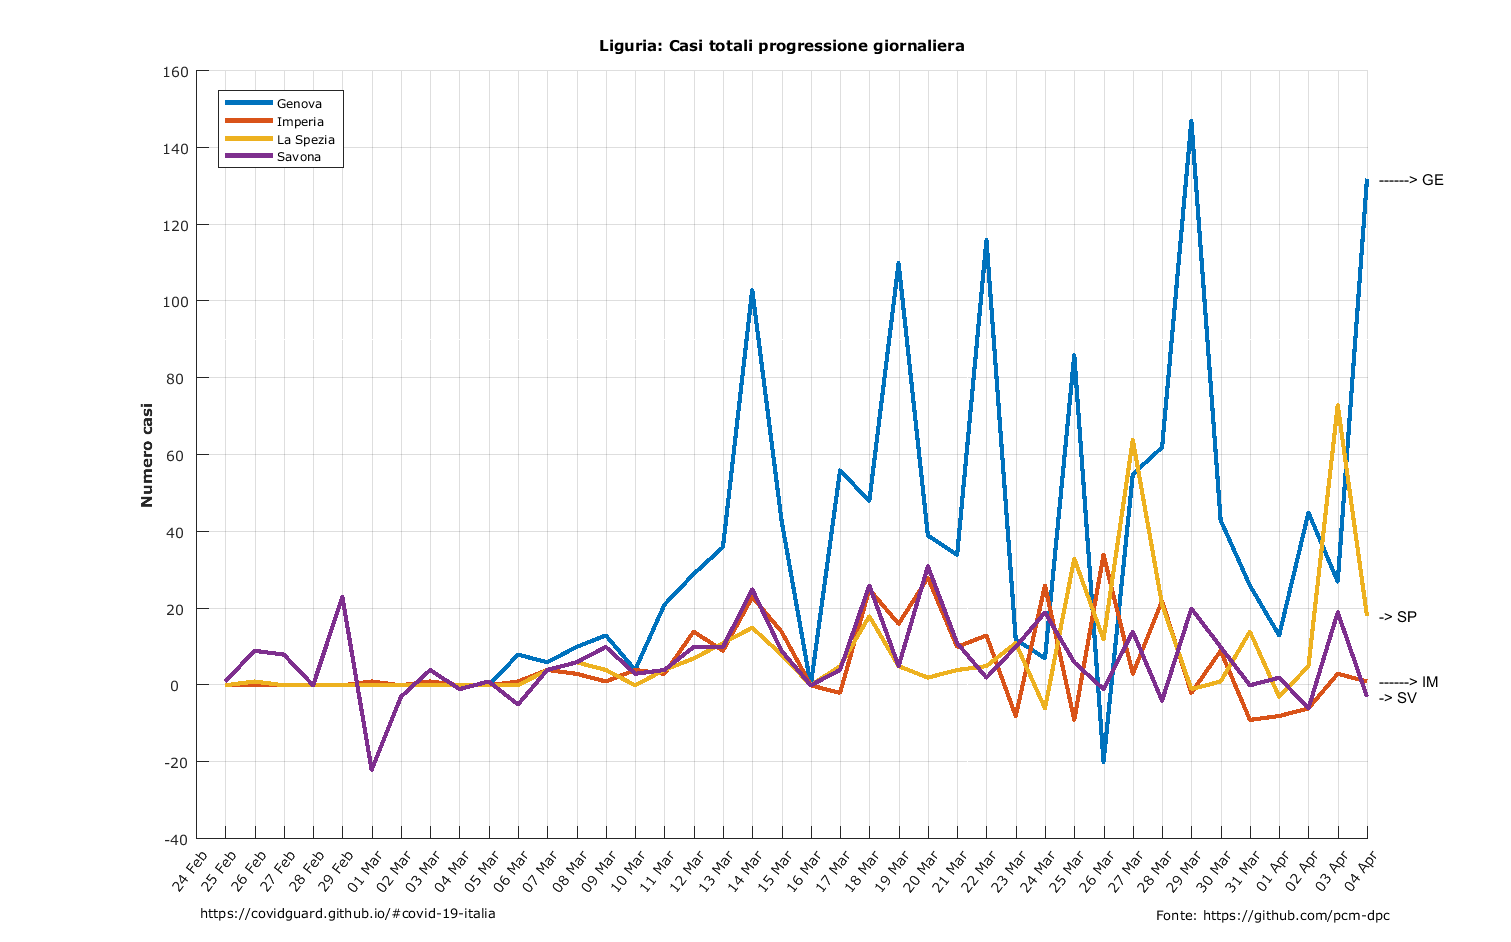 Liguria: Casi totali progressione giornaliera
160
140
120
100
80
60
40
20
0
-20
-40
Numero casi
Genova
Imperia
La Spezia
Savona
------> GE
-> SP
------> IM
-> SV
24 Feb
25 Feb
26 Feb
27 Feb
28 Feb
29 Feb
01 Mar
02 Mar
03 Mar
04 Mar
05 Mar
06 Mar
07 Mar
08 Mar
09 Mar
10 Mar
11 Mar
12 Mar
13 Mar
14 Mar
15 Mar
16 Mar
17 Mar
18 Mar
19 Mar
20 Mar
21 Mar
22 Mar
23 Mar
24 Mar
25 Mar
26 Mar
27 Mar
28 Mar
29 Mar
30 Mar
31 Mar
01 Apr
02 Apr
03 Apr
04 Apr
https://covidguard.github.io/#covid-19-italia
Fonte: https://github.com/pcm-dpc